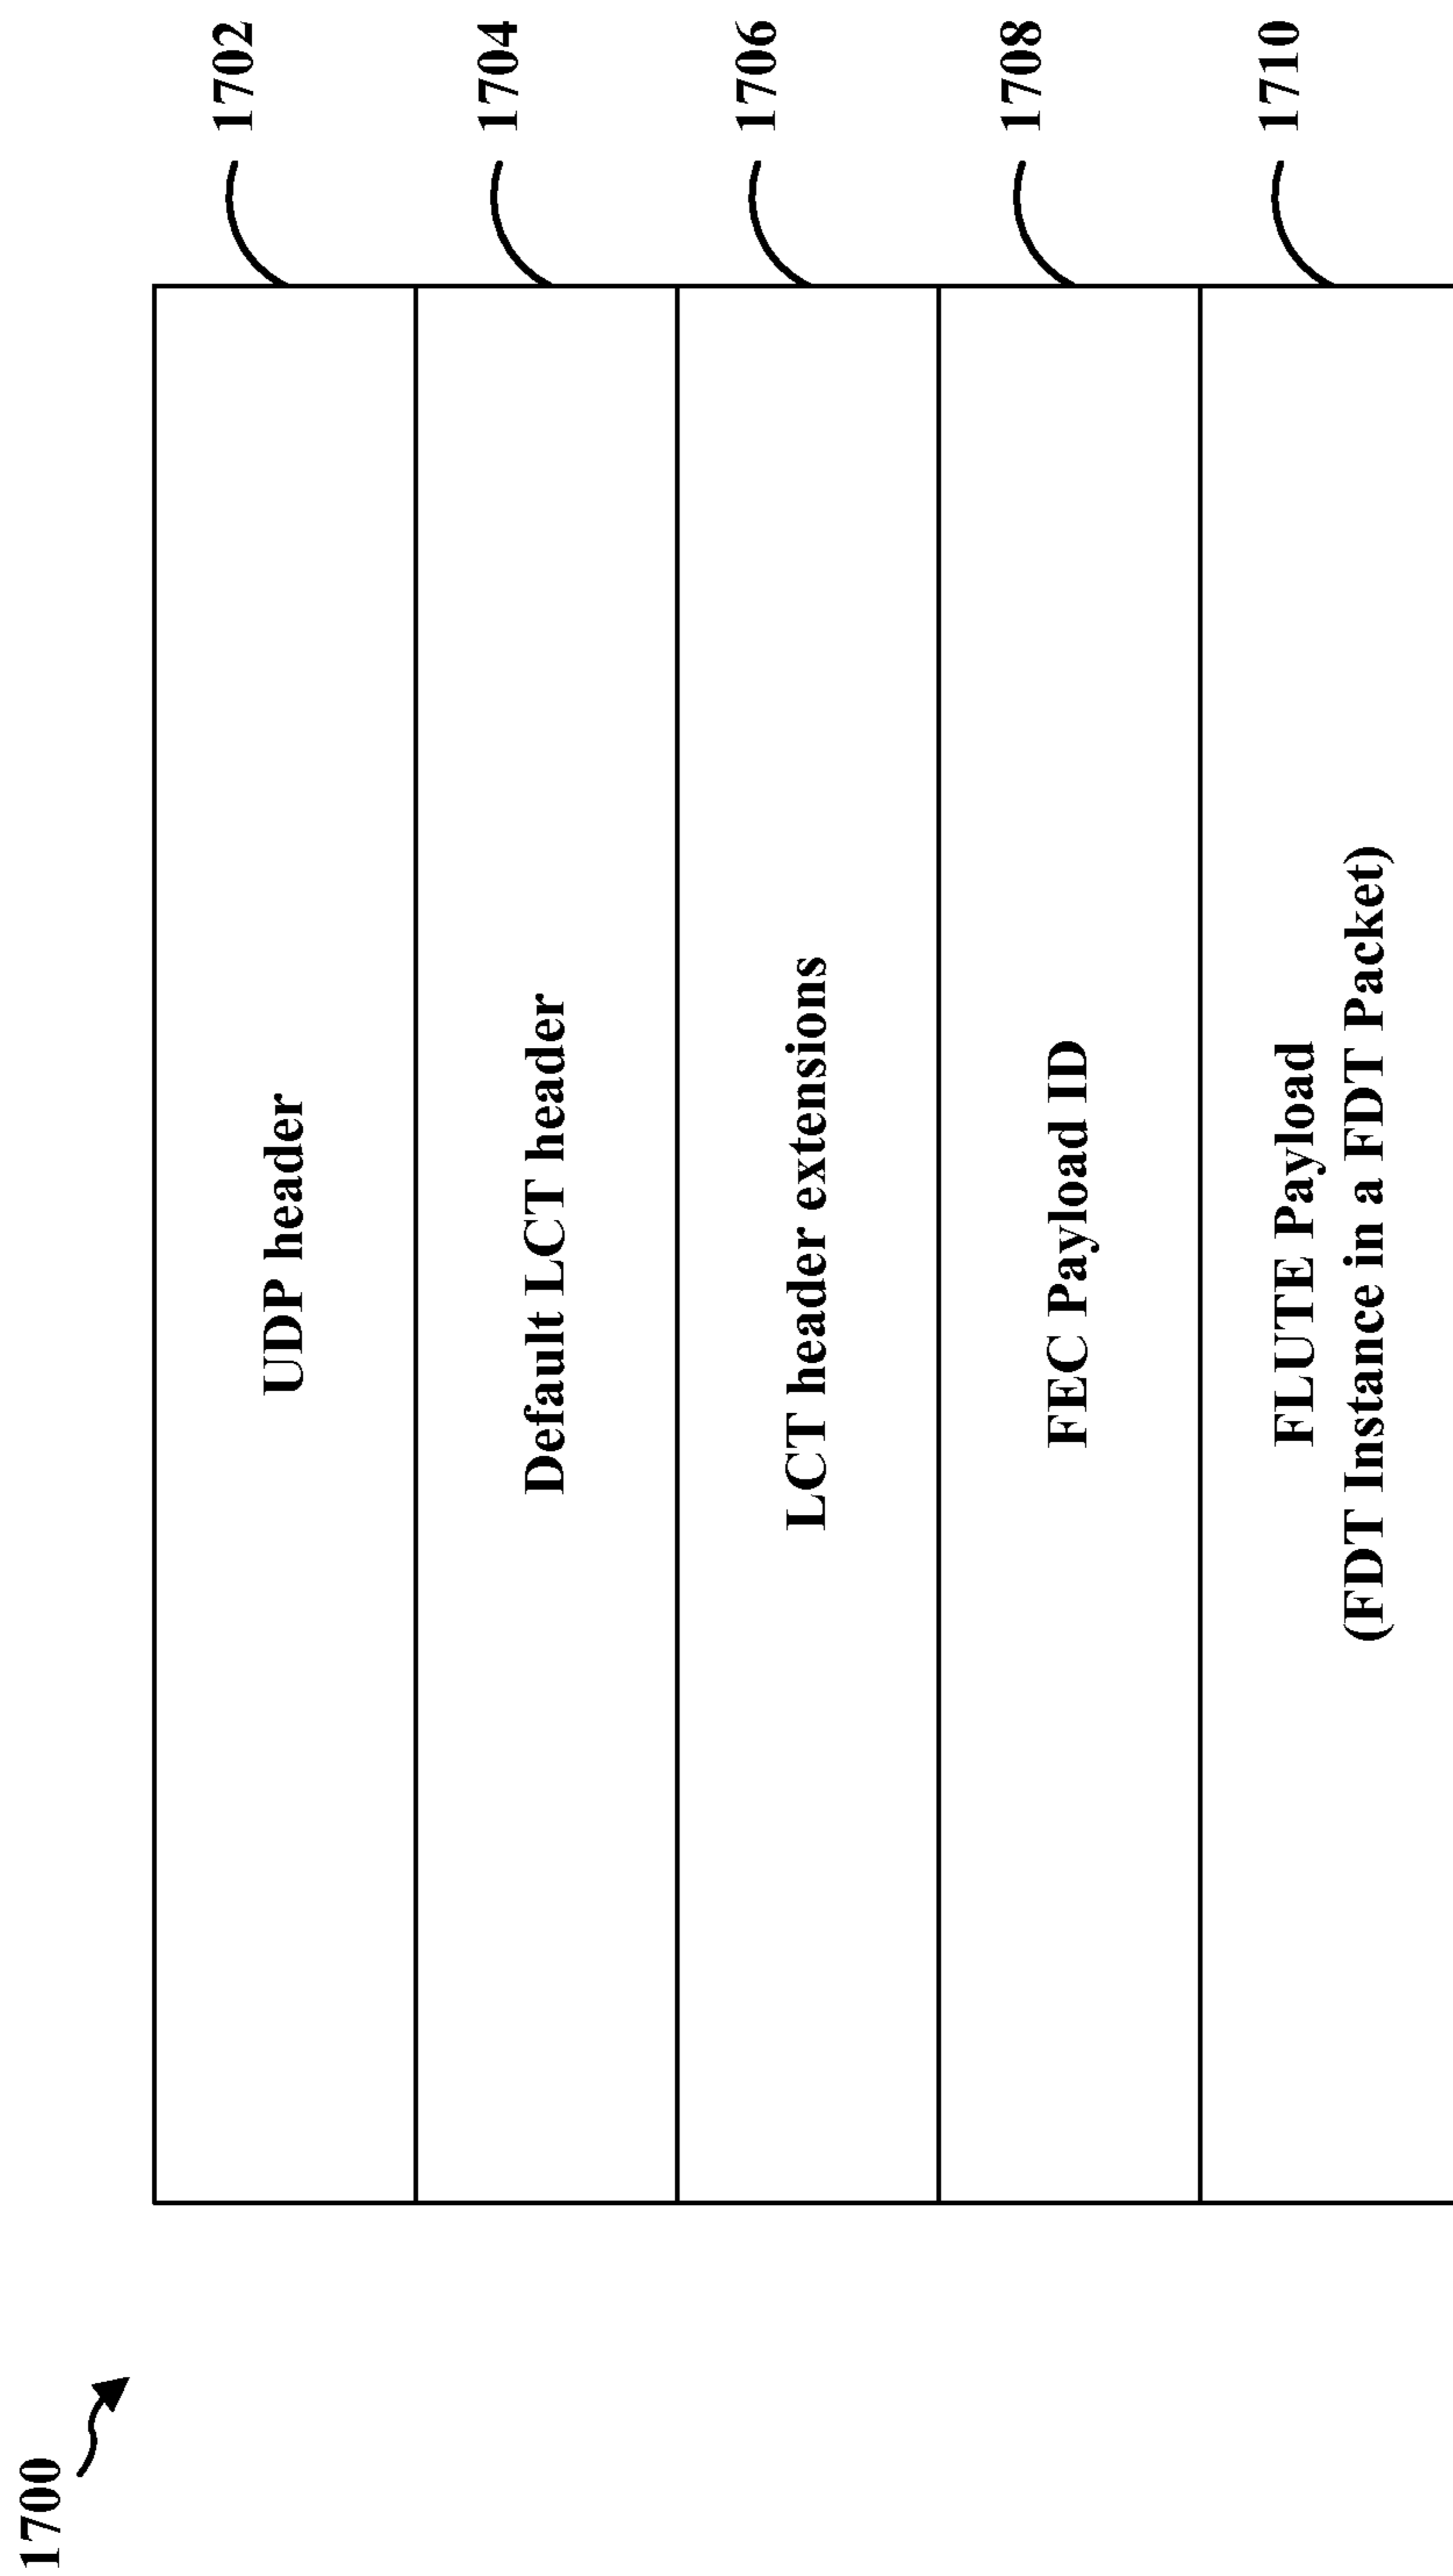 1700
UDP header
1702
Default LCT header
1704
LCT header extensions
1706
FEC Payload ID
1708
FLUTE Payload
(FDT Instance in a FDT Packet)
1710